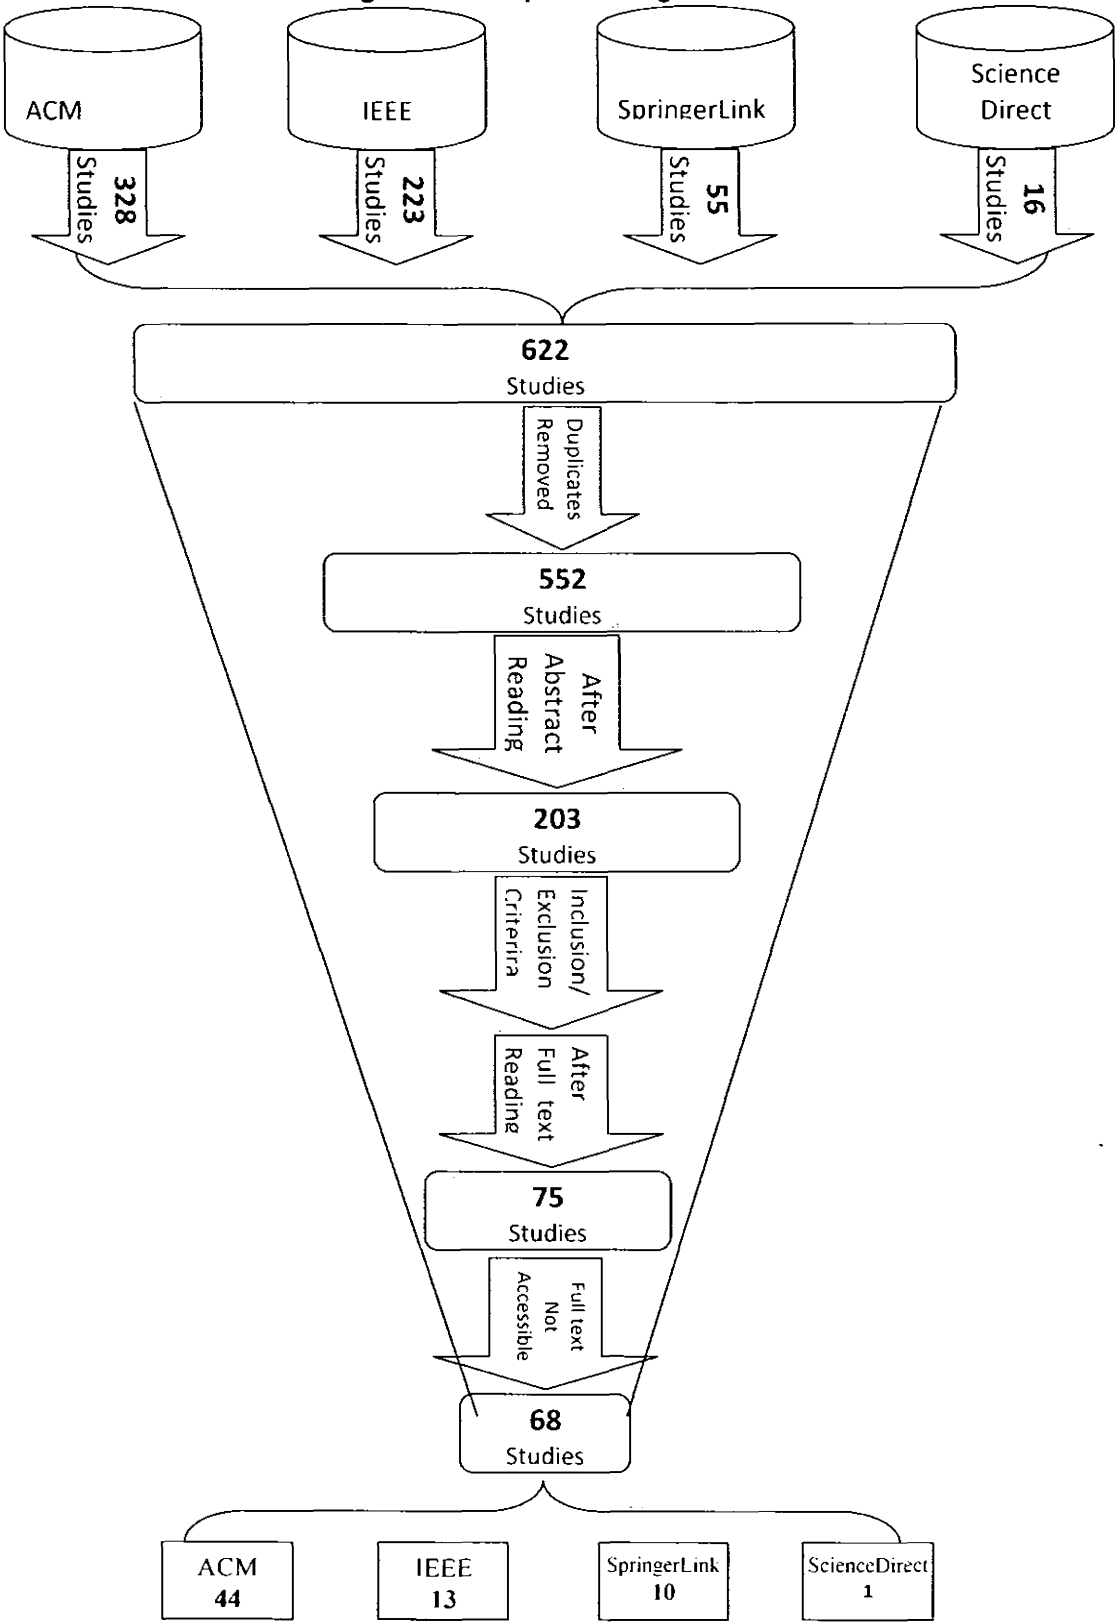 ACM
IEEE
SpringerLink
Science
Direct
328
Studies
223
Studies
55
Studies
16
Studies
622
Studies
Duplicates
Removed
552
Studies
After
Abstract
Reading
203
Studies
Inclusion/
Exclusion
Criterira
After
Full text
Reading
75
Studies
Full text
Not
Accessible
68
Studies
ACM
44
IEEE
13
SpringerLink
10
ScienceDirect
1